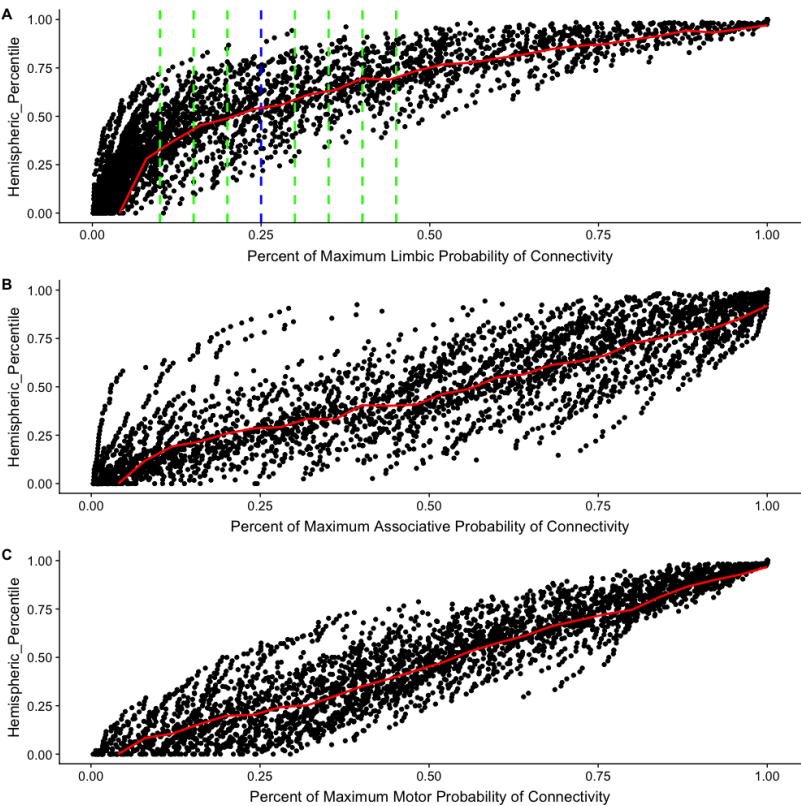 A
Hemispheric_Percentile
1.00
0.75
0.50
0.25
0.00
0.00 0.25 0.50 0.75 1.00
Percent of Maximum Limbic Probability of Connectivity
B
Hemispheric_Percentile
1.00
0.75
0.50
0.25
0.00
0.00 0.25 0.50 0.75 1.00
Percent of Maximum Associative Probability of Connectivity
C
Hemispheric_Percentile
1.00
0.75
0.50
0.25
0.00
0.00 0.25 0.50 0.75 1.00
Percent of Maximum Motor Probability of Connectivity